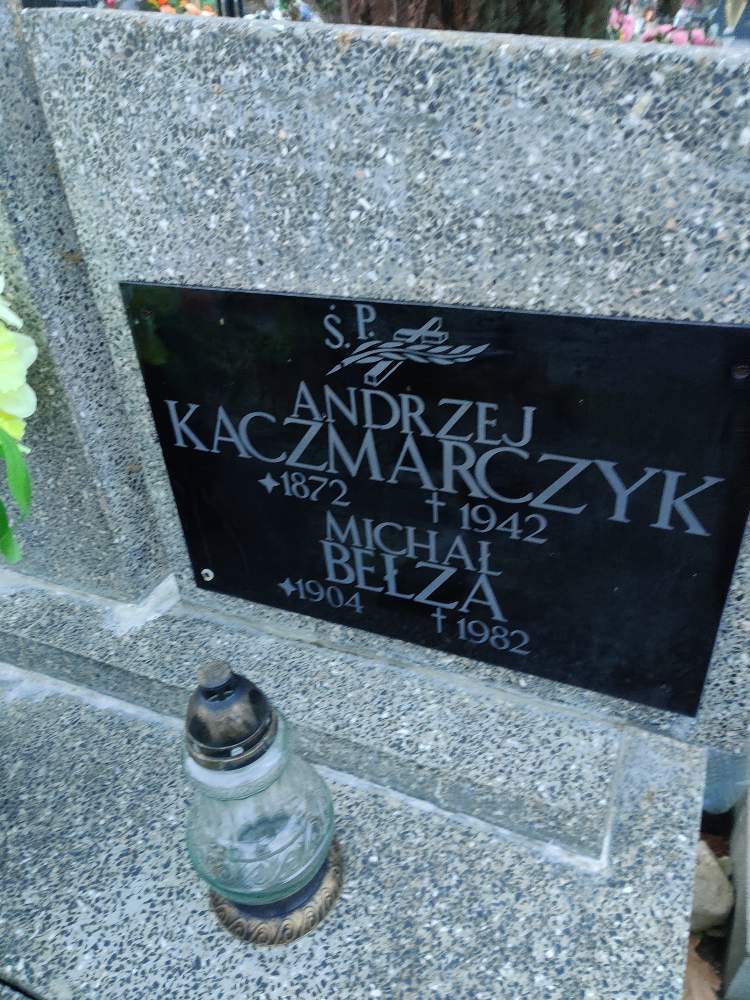 Ś.P.
ANDRZEJ
KACZMARCZYK
1872 1942
MICHAŁ
BEŁZA
1904 1982